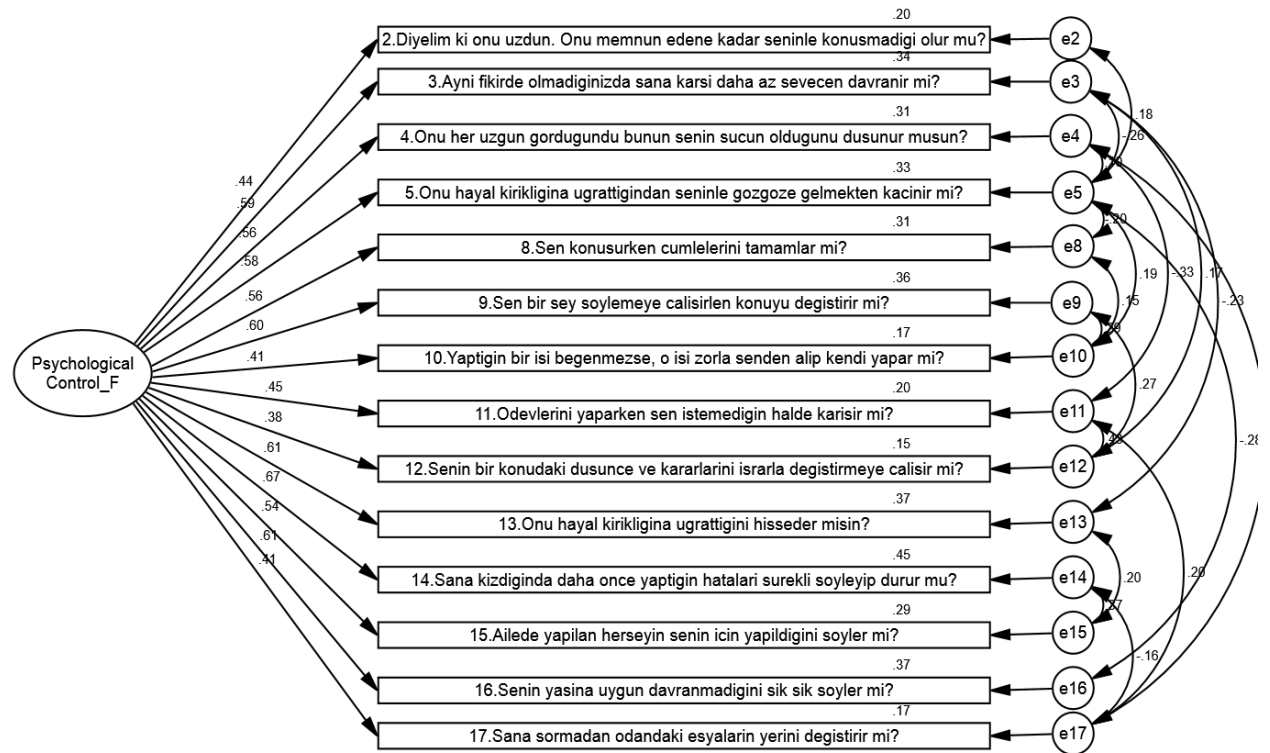 .20
2.Diyelim ki onu uzdun. Onu memnun edene kadar seninle konusmadigi olur mu?
e2
.34
3.Ayni fikirde olmadiginizda sana karsi daha az sevecen davranir mi?
e3
.18
.31
4.Onu her uzgun gordugundu bunun senin sucun oldugunu dusunur musun?
e4
-.26
.44
.33
5.Onu hayal kirikligina ugrattigindan seninle gozgoze gelmekten kacinir mi?
e5
.59
.56
.31
-.20
8.Sen konusurken cumlelerini tamamlar mi?
e8
.58
.19
-.33
.17
.56
.36
9.Sen bir sey soylemeye calisirlen konuyu degistirir mi?
e9
.15
-.23
.60
.17
10.Yaptigin bir isi begenmezse, o isi zorla senden alip kendi yapar mi?
e10
Psychological
Control_F
.41
.27
.45
.20
11.Odevlerini yaparken sen istemedigin halde karisir mi?
e11
.38
-.28
.15
12.Senin bir konudaki dusunce ve kararlarini israrla degistirmeye calisir mi?
e12
.61
.67
.37
13.Onu hayal kirikligina ugrattigini hisseder misin?
e13
.54
.61
.45
14.Sana kizdiginda daha once yaptigin hatalari surekli soyleyip durur mu?
e14
.20
.20
.41
.29
15.Ailede yapilan herseyin senin icin yapildigini soyler mi?
e15
-.16
.37
16.Senin yasina uygun davranmadigini sik sik soyler mi?
e16
.17
17.Sana sormadan odandaki esyalarin yerini degistirir mi?
e17